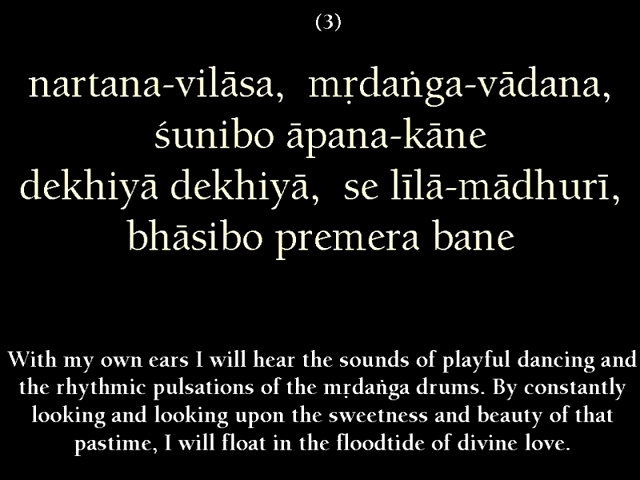 (3)
nartana-vilāsa, mṛdaṅga-vādana,
śunibo āpana-kāne
dekhiyā dekhiyā, se līlā-mādhurī,
bhāsibo premera bane
With my own ears I will hear the sounds of playful dancing and
the rhythmic pulsations of the mṛdaṅga drums. By constantly
looking and looking upon the sweetness and beauty of that
pastime, I will float in the floodtide of divine love.